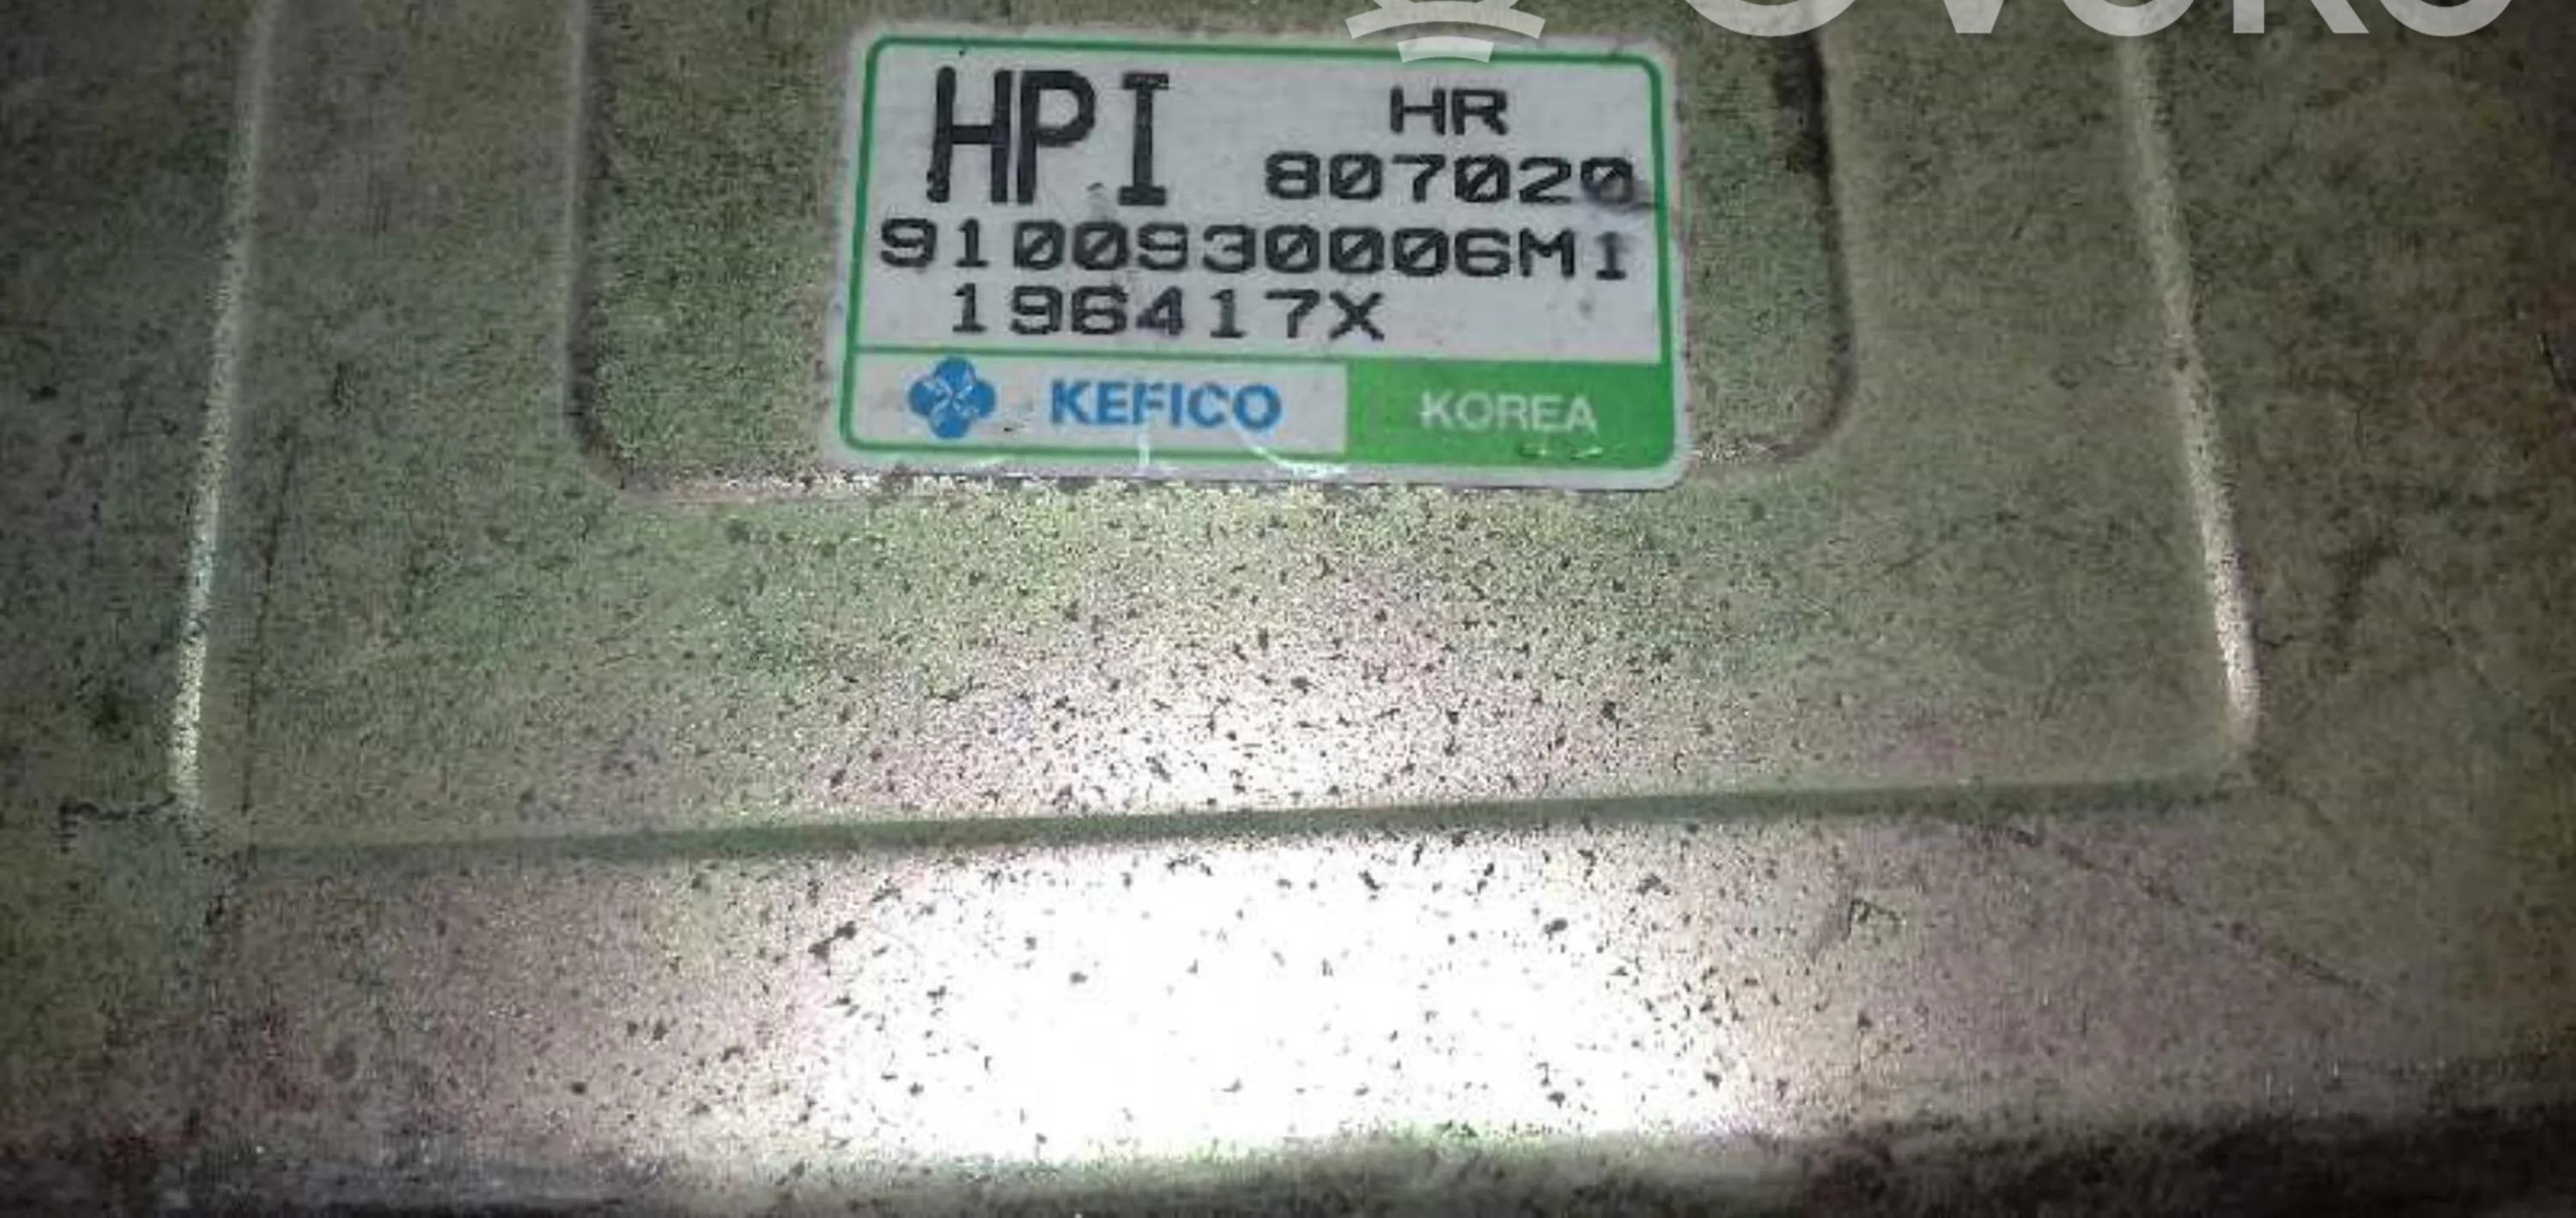 HPI HR
807020
9100930006M1
196417X
KEFICO KOREA